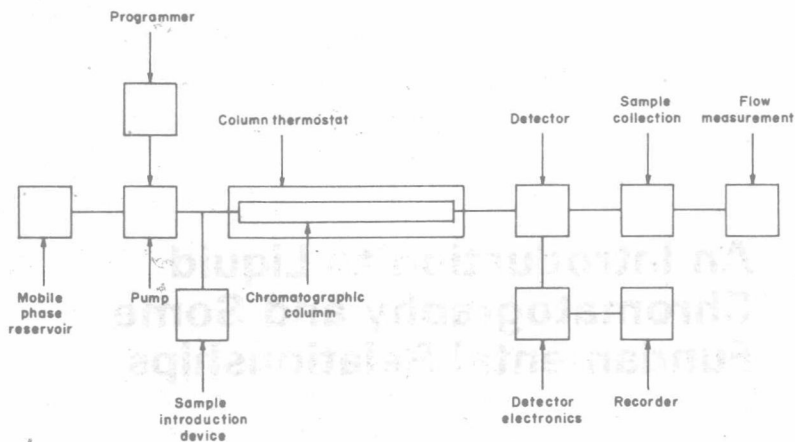 Programmer
Column thermostat
Detector
Sample
collection
Flow
measurement
Mobile
phase
reservoir
Pump
Chromatographic
column
Sample
introduction
device
Detector
electronics
Recorder
An Introduction to Liquid
Chromatography and Some
Fundamental Relationships